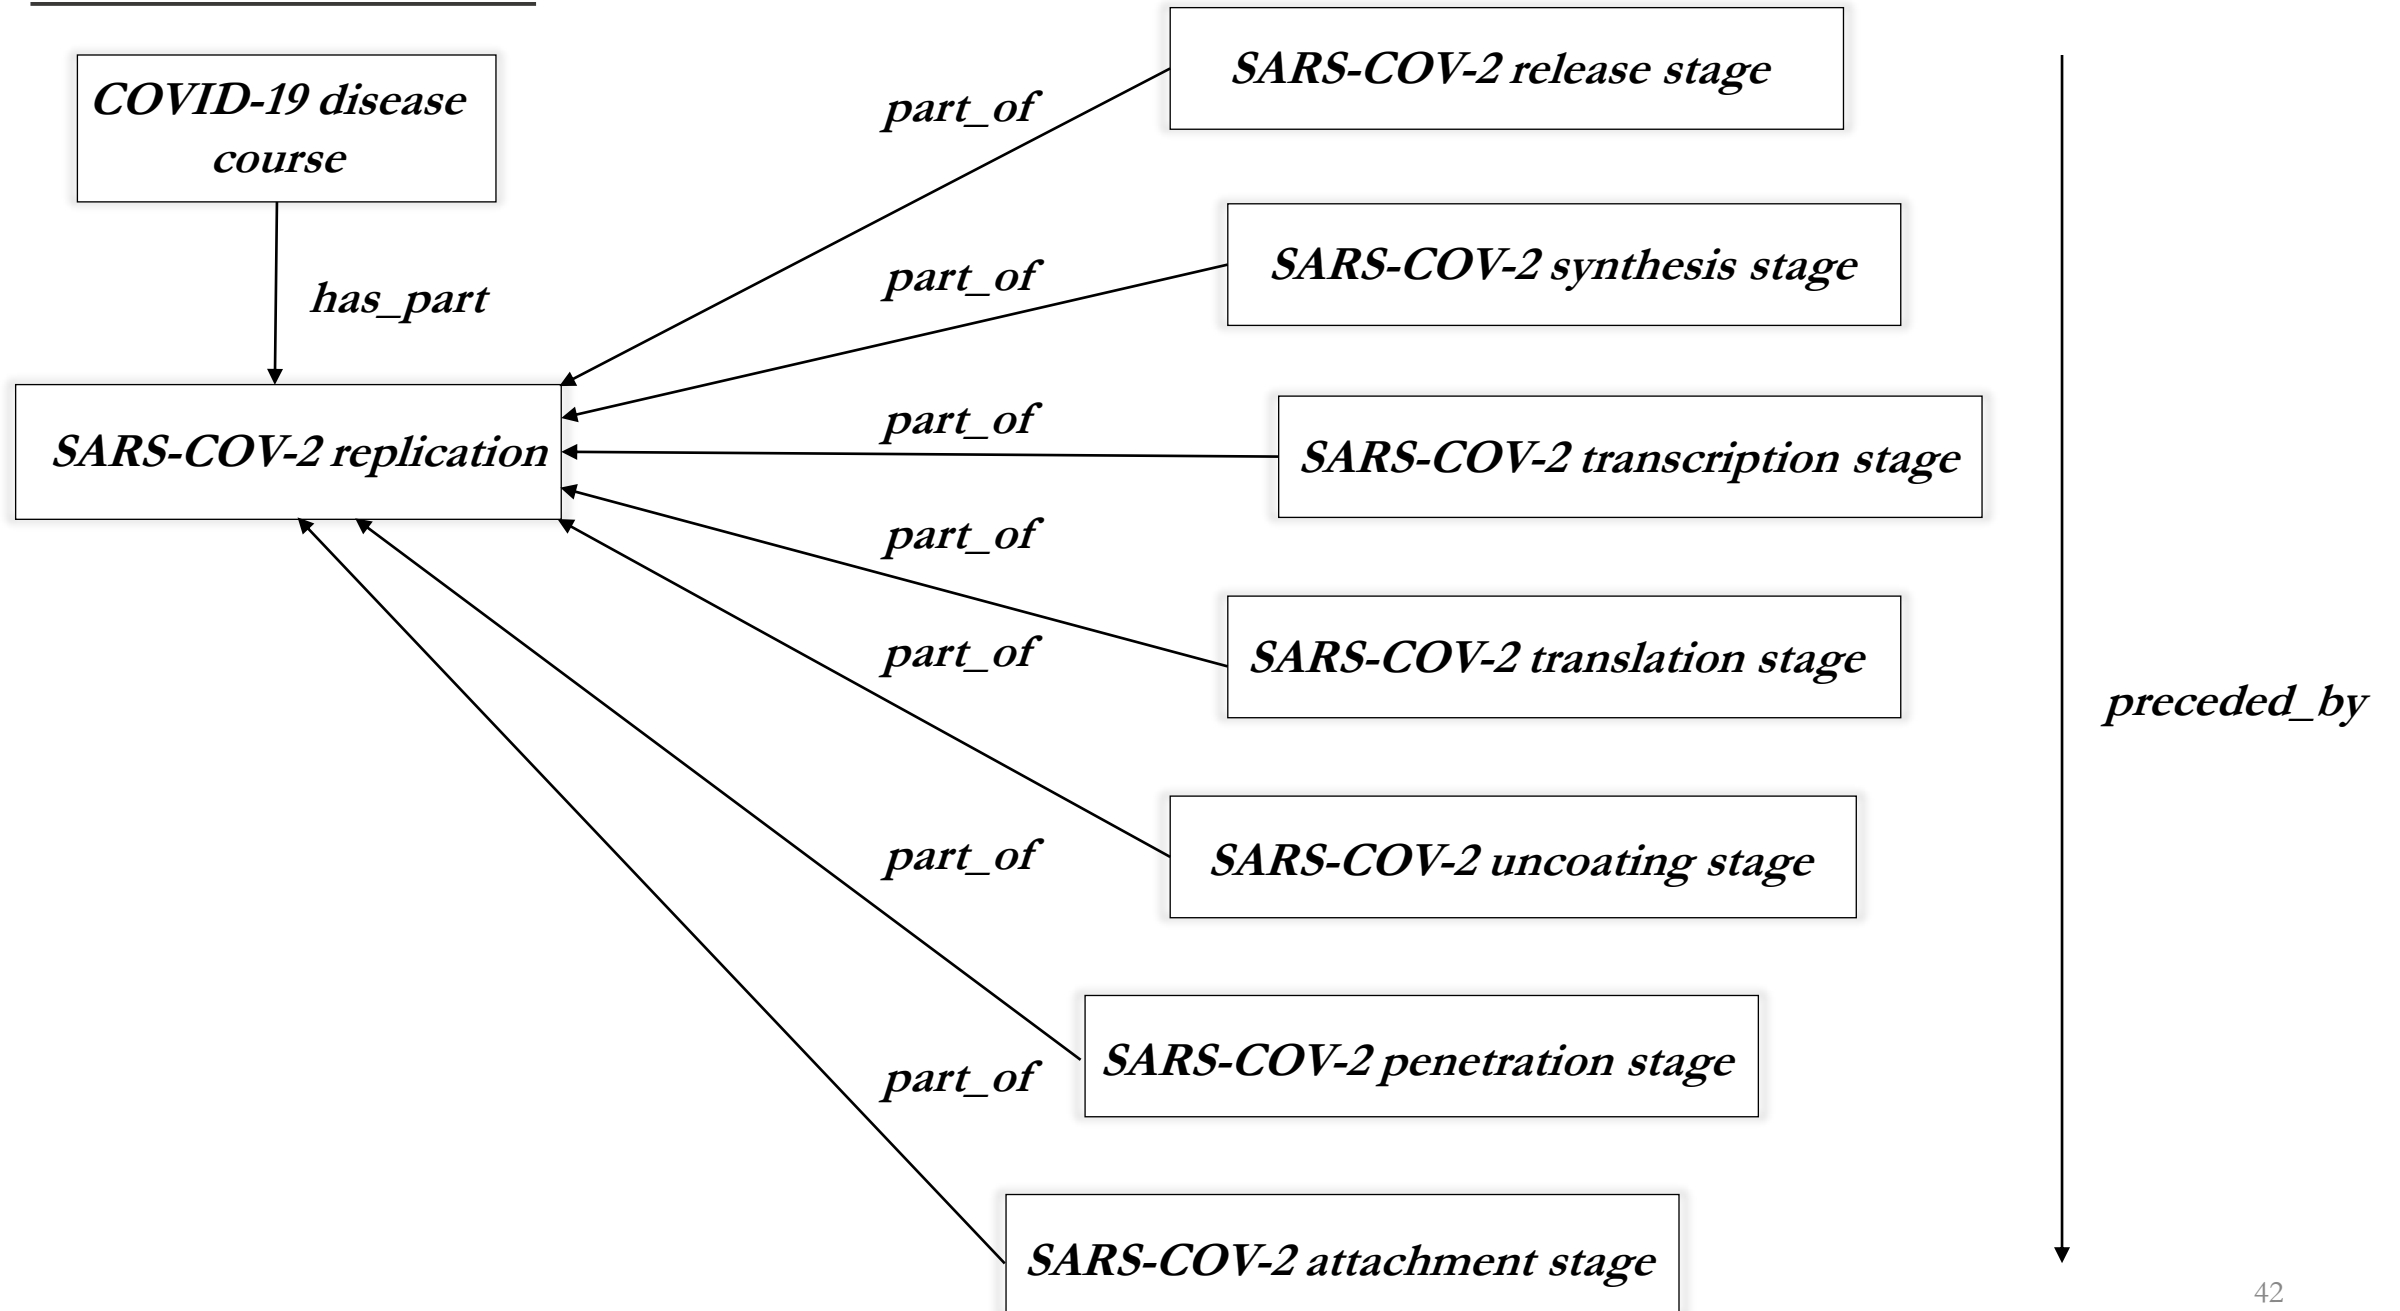 COVID-19 disease
course
has_part
SARS-COV-2 replication
part_of
SARS-COV-2 release stage
part_of
SARS-COV-2 synthesis stage
part_of
SARS-COV-2 transcription stage
part_of
SARS-COV-2 translation stage
part_of
SARS-COV-2 uncoating stage
part_of
SARS-COV-2 penetration stage
part_of
SARS-COV-2 attachment stage
preceded_by
42